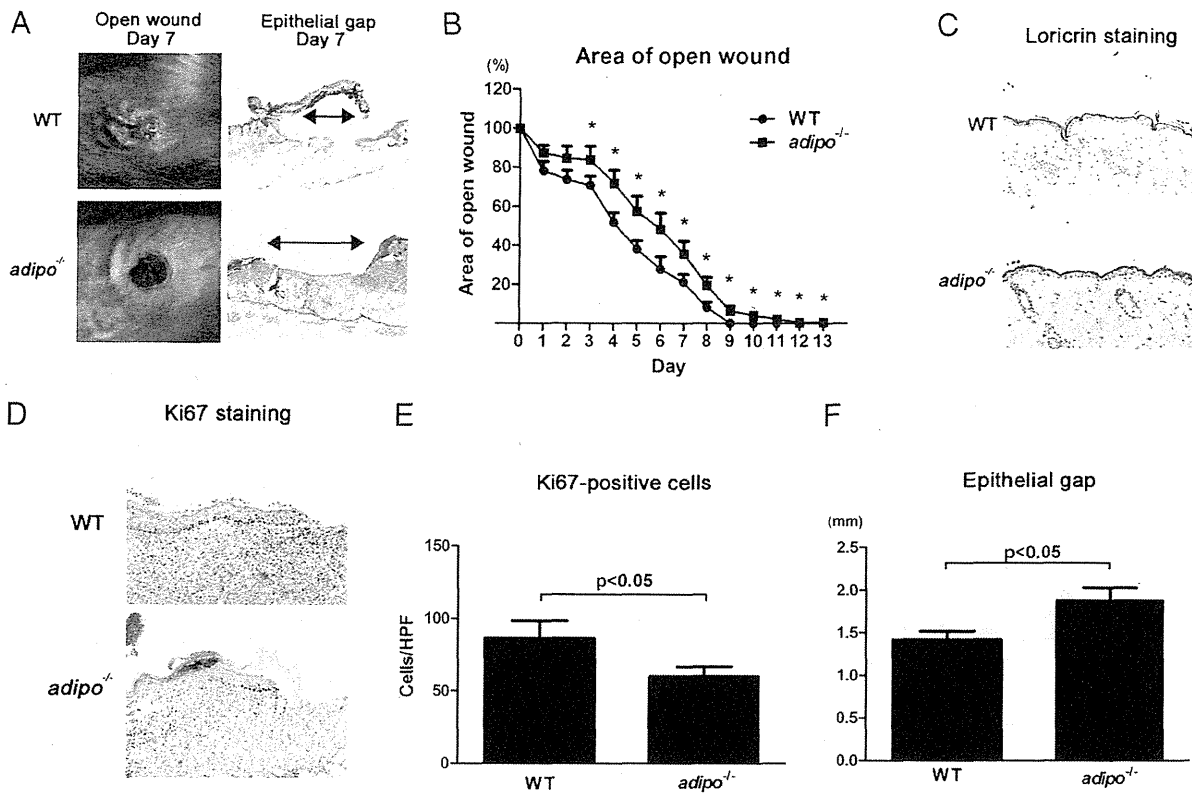 A
Open wound
Day 7
Epithelial gap
Day 7
WT
adipo-/-
B
Area of open wound
(%)
120
100
80
60
40
20
Area of open wound
WT
adipo-/-
* * * * * * * * * * *
0 1 2 3 4 5 6 7 8 9 10 11 12 13
Day
C
Loricrin staining
WT
adipo-/-
D
Ki67 staining
WT
adipo-/-
E
Ki67-positive cells
150
100
50
0
Cells/HPF
p<0.05
WT
adipo-/-
F
Epithelial gap
(mm)
2.5
2.0
1.5
1.0
0.5
0.0
p<0.05
WT
adipo-/-